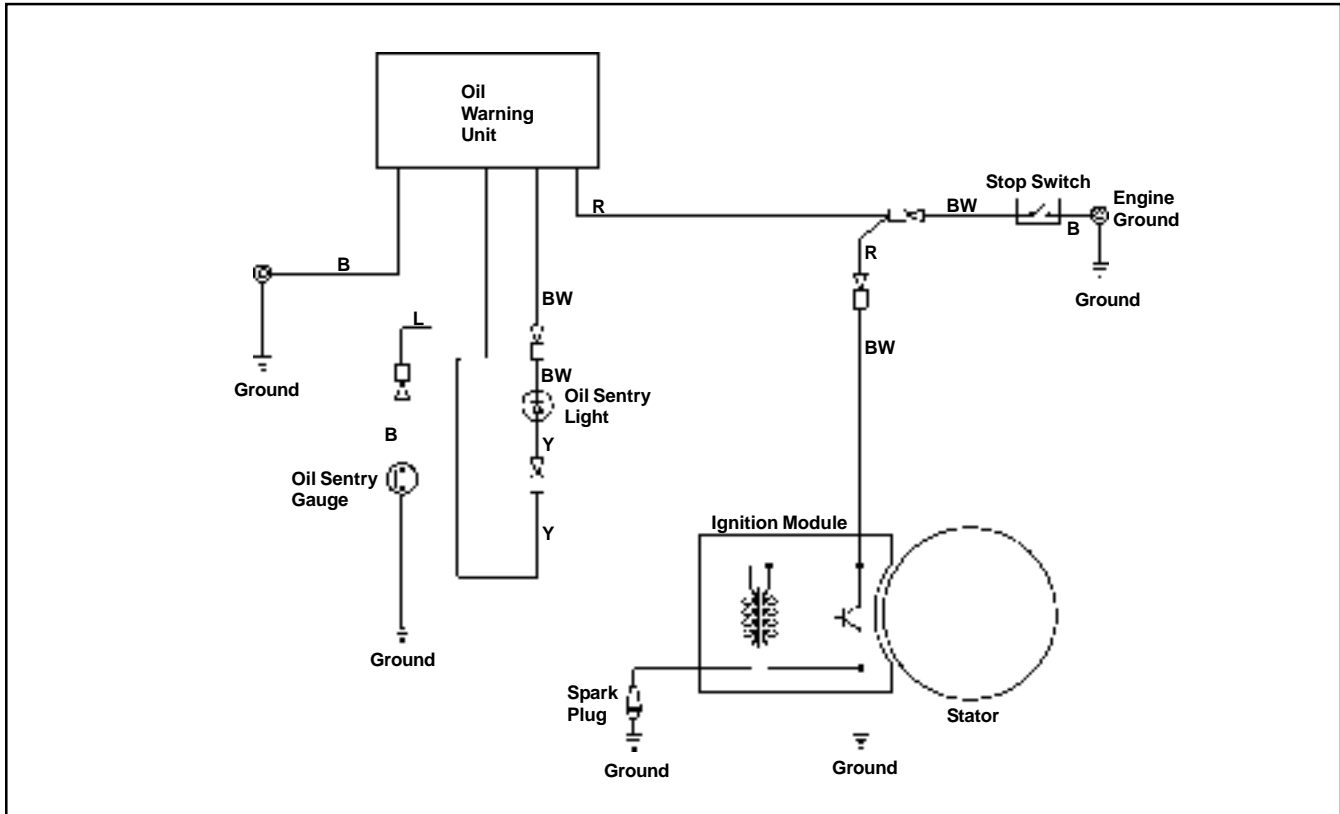 Oil
Warning
Unit
Stop Switch
R
BW
B
Engine
Ground
Ground
B
R
Ground
L
BW
BW
BW
Oil Sentry
Light
B
Y
Oil Sentry
Gauge
Y
Ground
Ignition Module
Spark
Plug
Stator
Ground
Ground